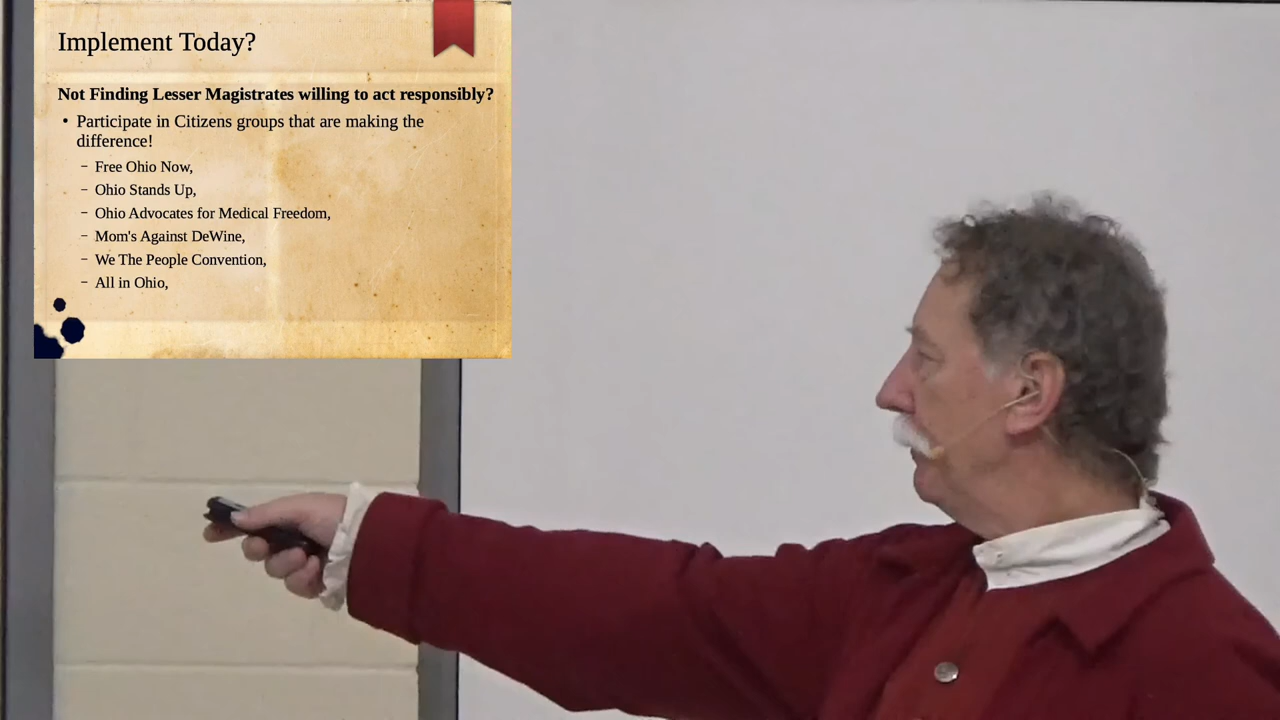 Implement Today?
Not Finding Lesser Magistrates willing to act responsibly?
• Participate in Citizens groups that are making the
difference!
– Free Ohio Now,
– Ohio Stands Up,
– Ohio Advocates for Medical Freedom,
– Mom's Against DeWine,
– We The People Convention,
– All in Ohio,